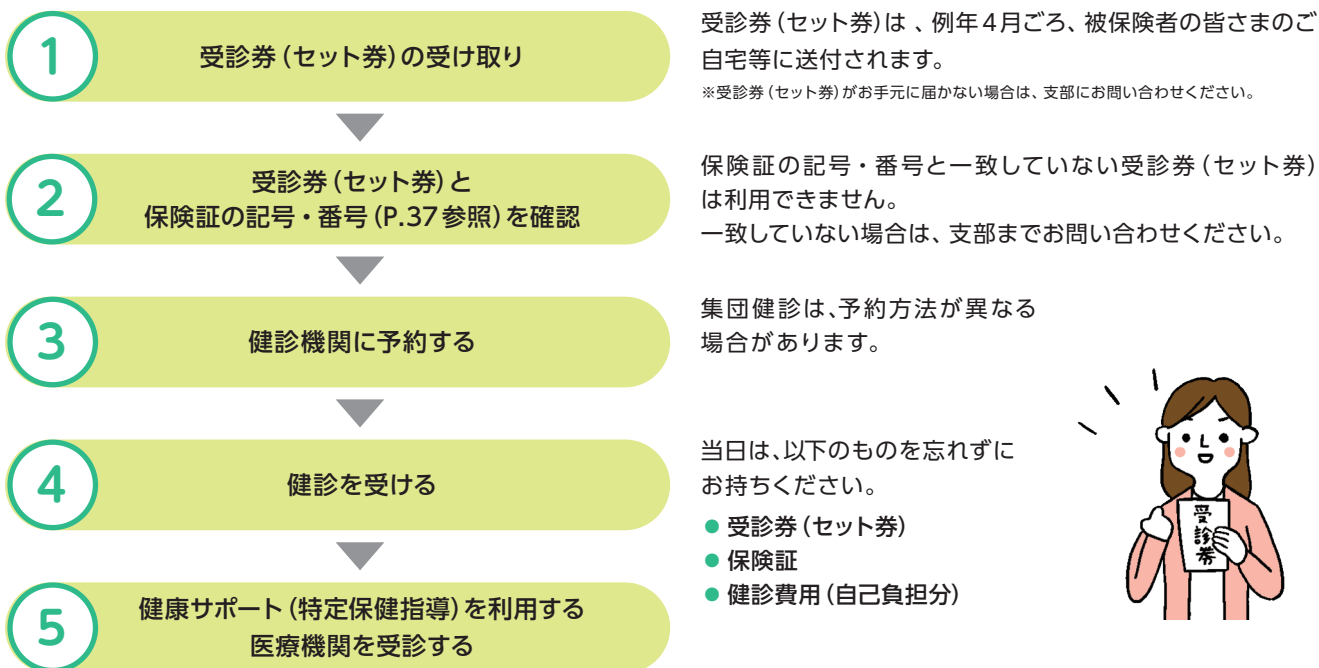 1
受診券(セット券)の受け取り
受診券(セット券)は、例年4月ごろ、被保険者の皆さまのご
自宅等に送付されます。
※受診券(セット券)がお手元に届かない場合は、支部にお問い合わせください。
2
受診券(セット券)と
保険証の記号・番号(P.37参照)を確認
保険証の記号・番号と一致していない受診券(セット券)
は利用できません。
一致していない場合は、支部までお問い合わせください。
3
健診機関に予約する
集団健診は、予約方法が異なる
場合があります。
4
健診を受ける
当日は、以下のものを忘れずに
お持ちください。
● 受診券(セット券)
● 保険証
● 健診費用(自己負担分)
受診券
5
健康サポート(特定保健指導)を利用する
医療機関を受診する